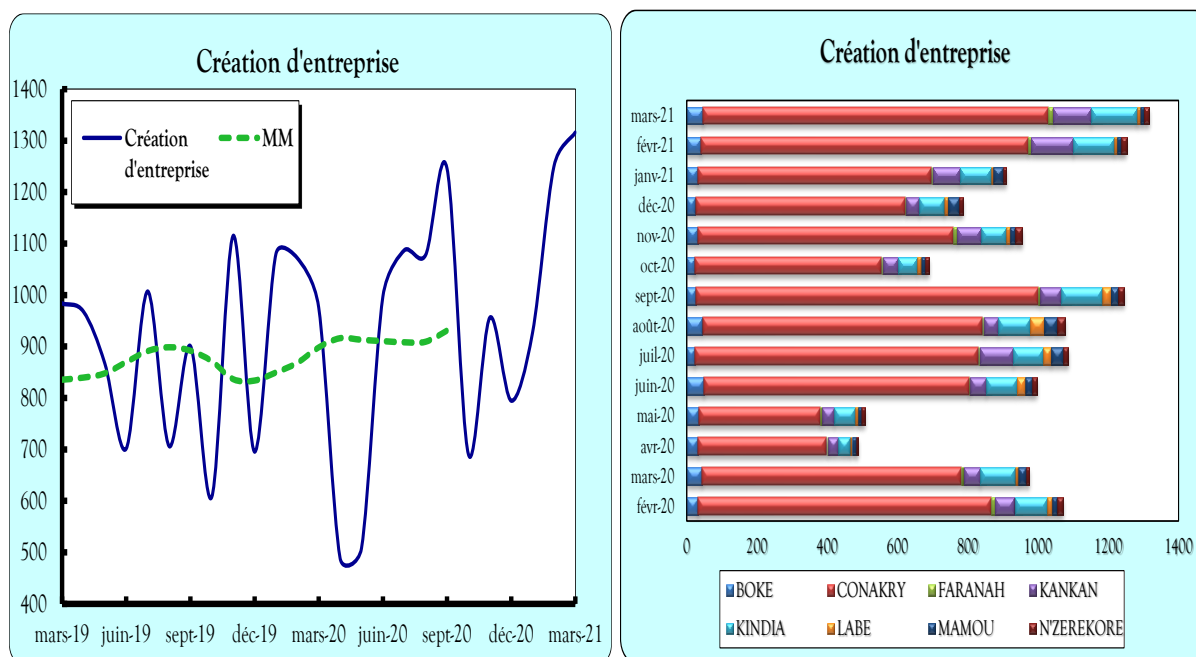 Création d'entreprise
1400
1300
1200
1100
1000
900
800
700
600
500
400
Création
d'entreprise
MM
mars-19 juin-19 sept-19 déc-19 mars-20 juin-20 sept-20 déc-20 mars-21
Création d'entreprise
mars-21
févr-21
janv-21
déc-20
nov-20
oct-20
sept-20
août-20
juil-20
juin-20
mai-20
avr-20
mars-20
févr-20
0 200 400 600 800 1000 1200 1400
BOKE CONAKRY FARANAH KANKAN
KINDIA LABE MAMOU N'ZEREKORE